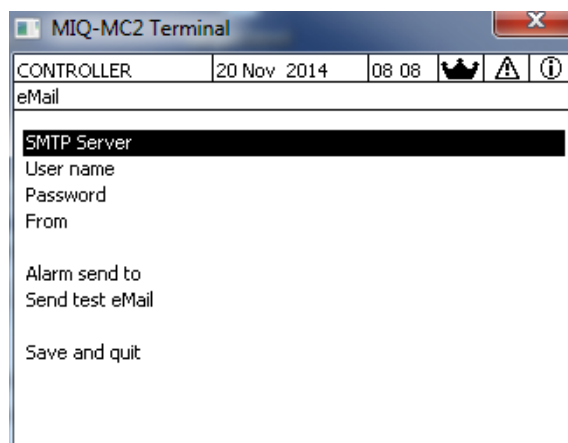 MIQ-MC2 Terminal
CONTROLLER 20 Nov 2014 08 08
eMail
SMTP Server
User name
Password
From
Alarm send to
Send test eMail
Save and quit